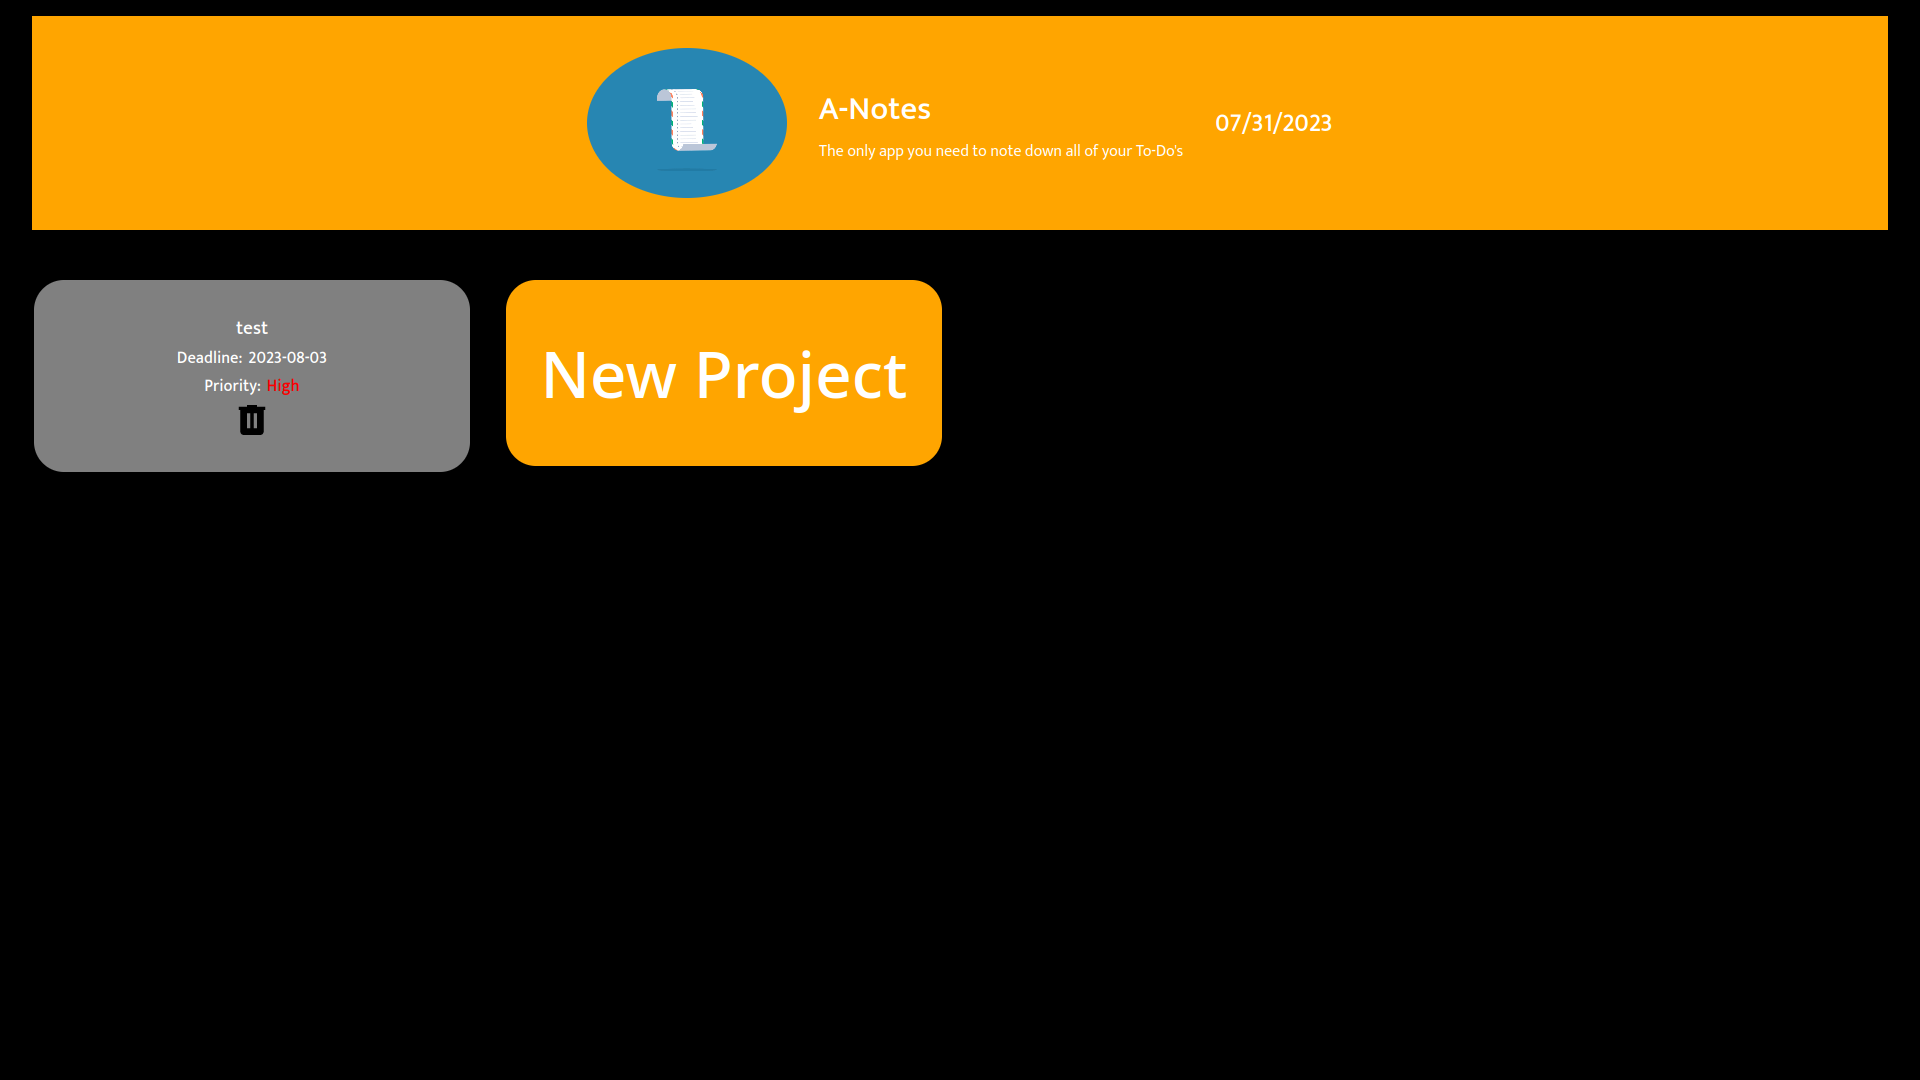 A-Notes
The only app you need to note down all of your To-Do's
07/31/2023
test
Deadline: 2023-08-03
Priority: High
New Project